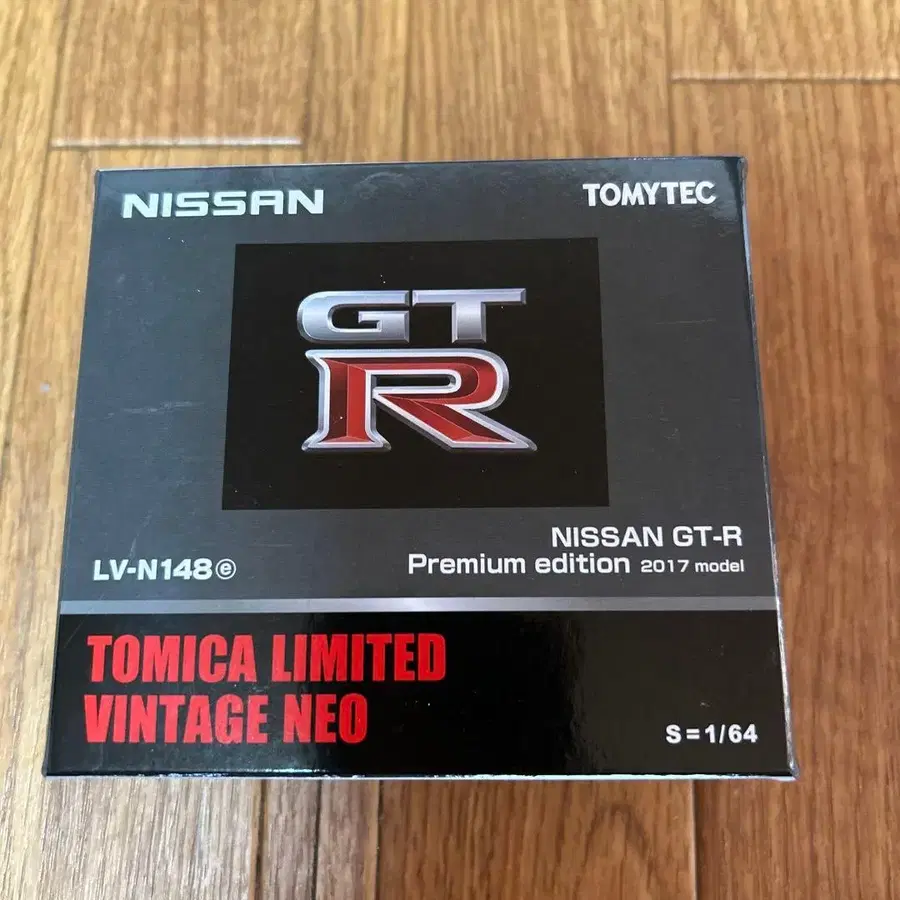 NISSAN
TOMYTEC
GT
R
NISSAN GT-R
Premium edition 2017 model
LV-N148ⓔ
TOMICA LIMITED
VINTAGE NEO
S=1/64